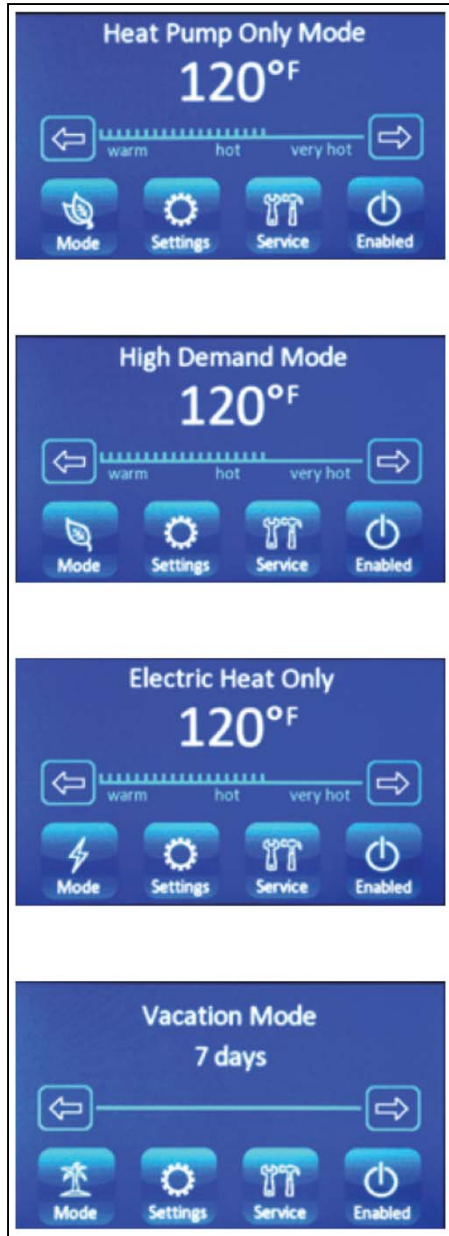 Heat Pump Only Mode
120°F
warm hot very hot
Mode Settings Service Enabled
High Demand Mode
120°F
warm hot very hot
Mode Settings Service Enabled
Electric Heat Only
120°F
warm hot very hot
Mode Settings Service Enabled
Vacation Mode
7 days
Mode Settings Service Enabled